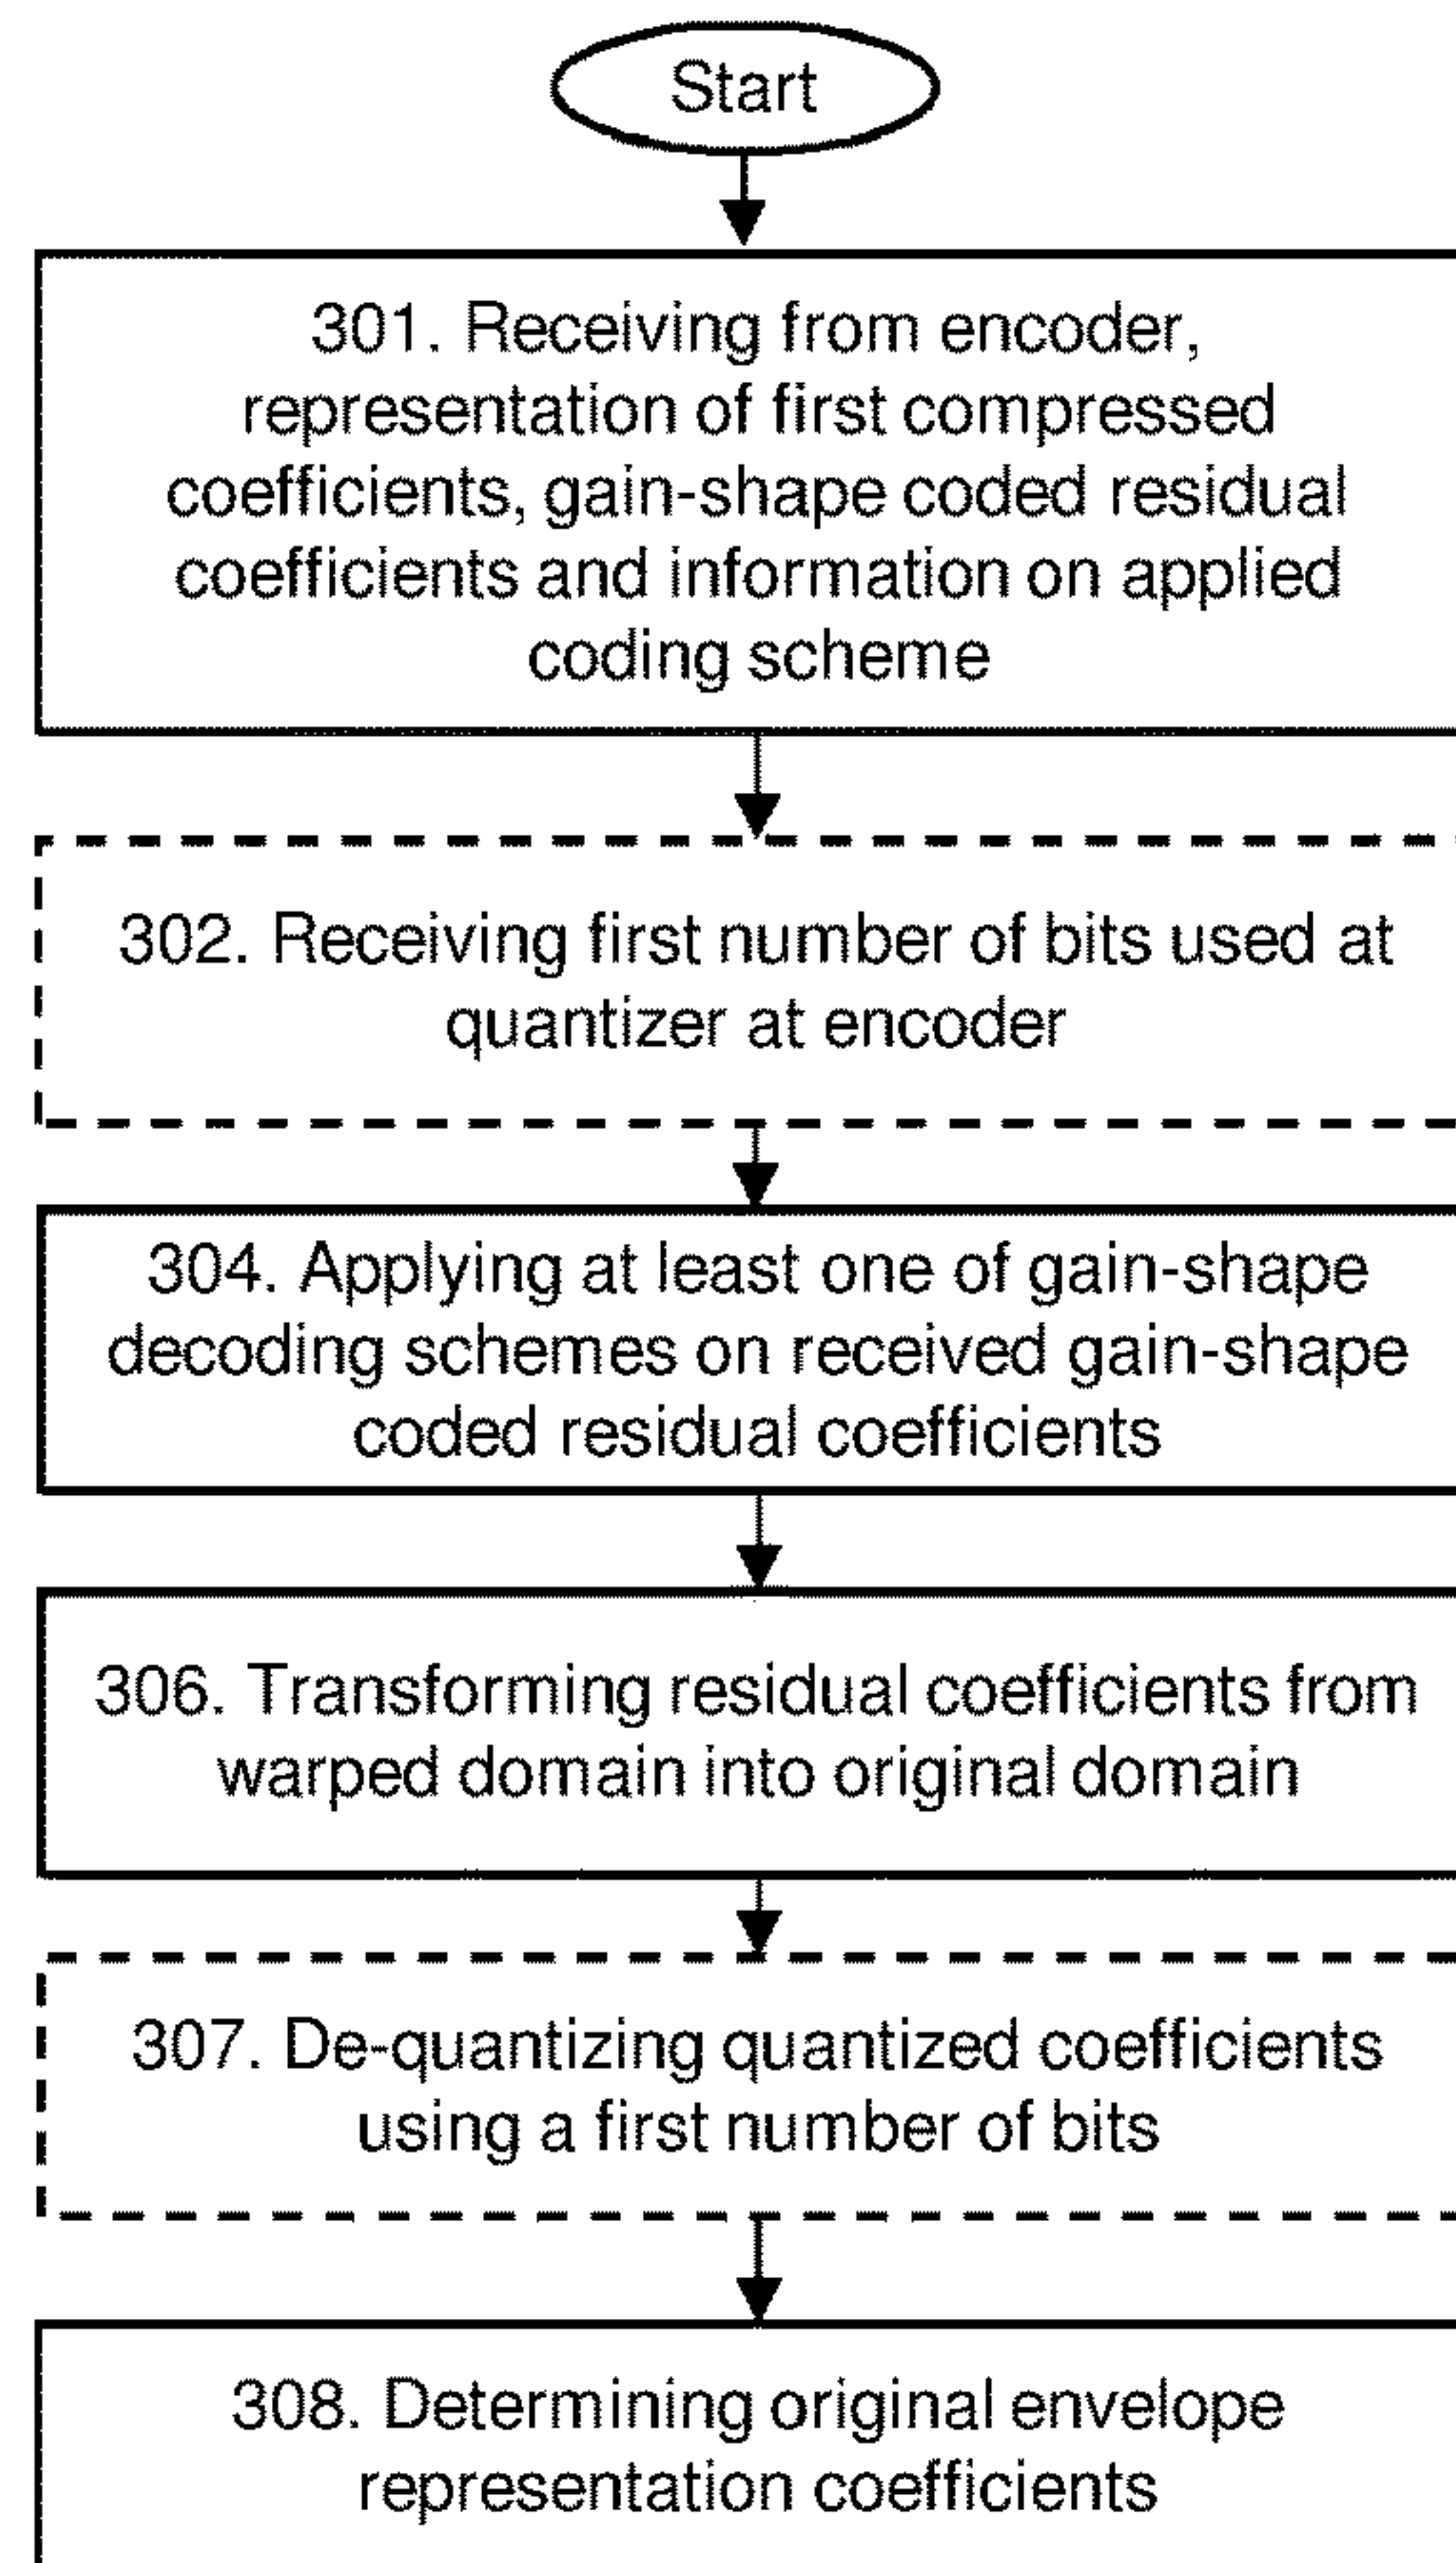 Start
301. Receiving from encoder,
representation of first compressed
coefficients, gain-shape coded residual
coefficients and information on applied
coding scheme
302. Receiving first number of bits used at
quantizer at encoder
304. Applying at least one of gain-shape
decoding schemes on received gain-shape
coded residual coefficients
306. Transforming residual coefficients from
warped domain into original domain
307. De-quantizing quantized coefficients
using a first number of bits
308. Determining original envelope
representation coefficients